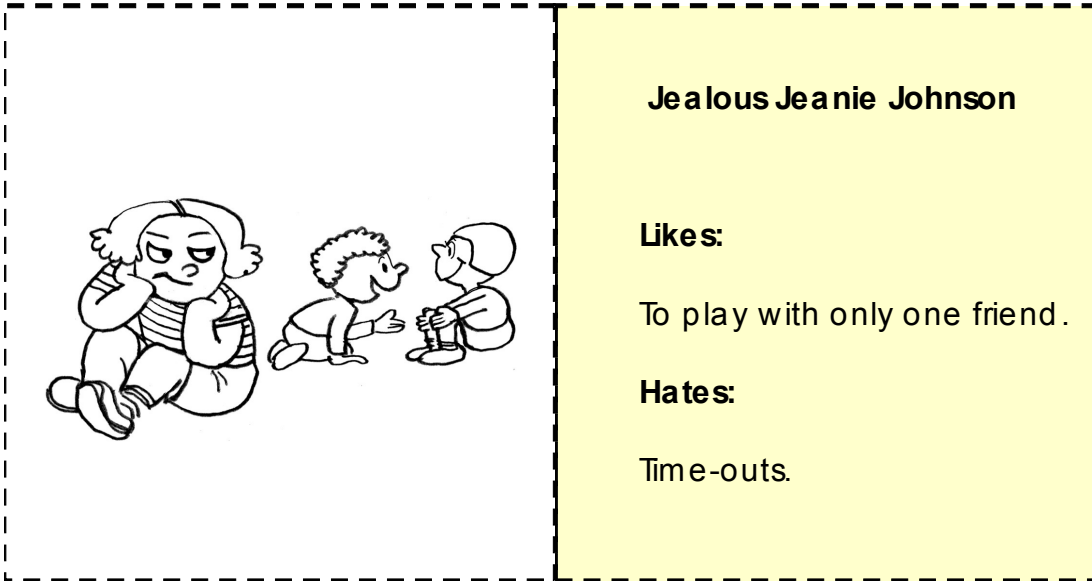 Jealous Jeanie Johnson
Likes:
To play with only one friend.
Hates:
Time-outs.